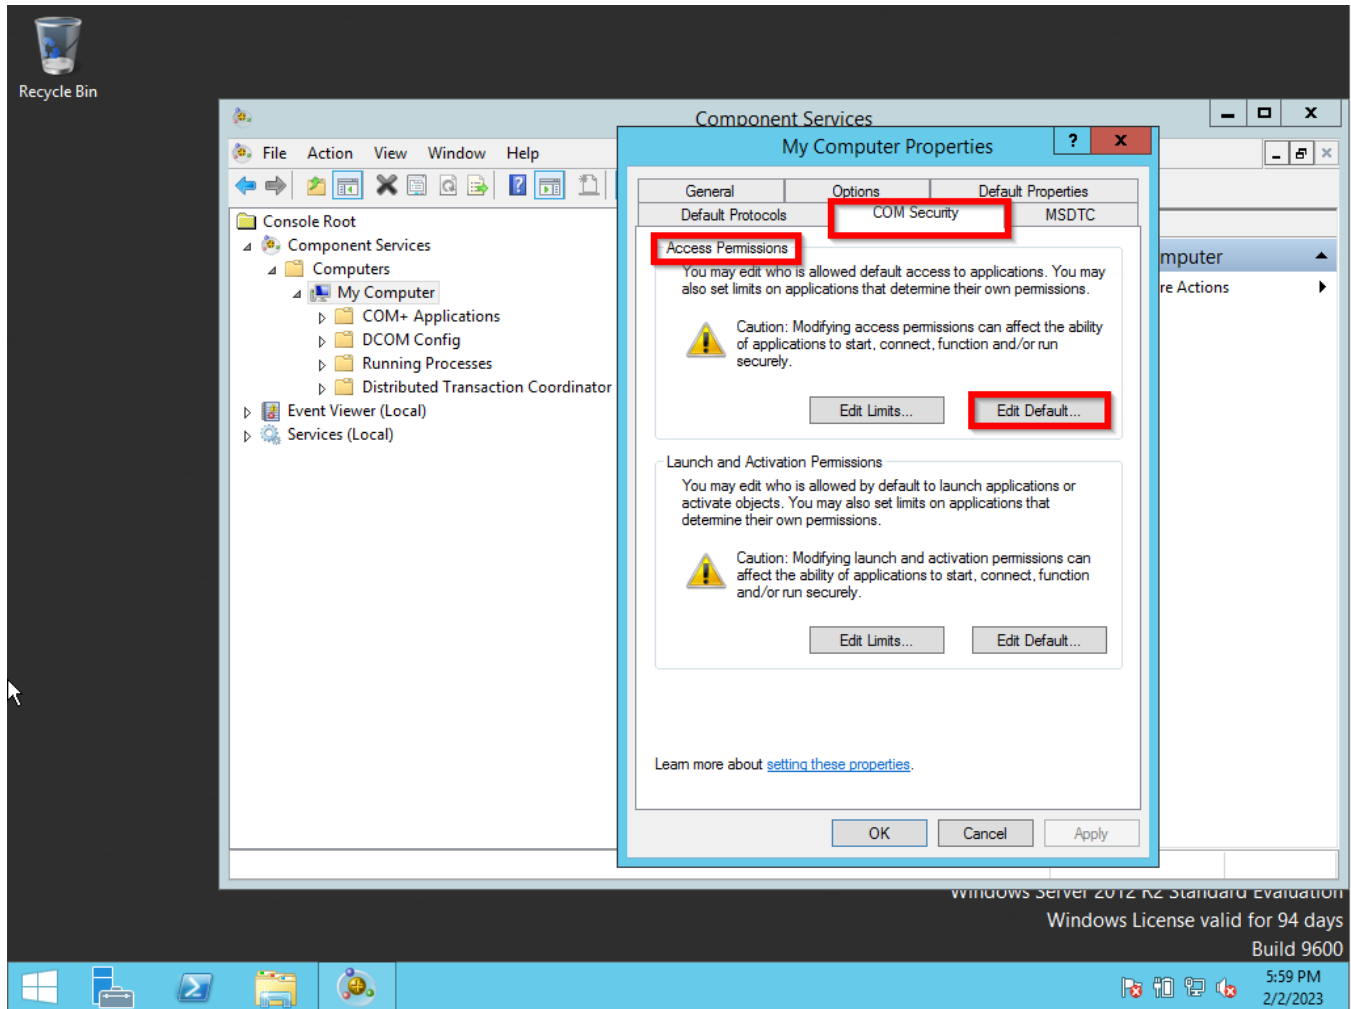 Recycle Bin
Component Services
File Action View Window Help
Console Root
Component Services
Computers
My Computer
COM+ Applications
DCOM Config
Running Processes
Distributed Transaction Coordinator
Event Viewer (Local)
Services (Local)
My Computer Properties
? x
General Options Default Properties
Default Protocols COM Security MSDTC
Access Permissions
You may edit who is allowed default access to applications. You may
also set limits on applications that determine their own permissions.
Caution: Modifying access permissions can affect the ability
of applications to start, connect, function and/or run
securely.
Edit Limits... Edit Default...
Launch and Activation Permissions
You may edit who is allowed by default to launch applications or
activate objects. You may also set limits on applications that
determine their own permissions.
Caution: Modifying launch and activation permissions can
affect the ability of applications to start, connect, function
and/or run securely.
Edit Limits... Edit Default...
Learn more about setting these properties.
OK Cancel Apply
mputer
re Actions
Windows Server 2012 R2 Standard Evaluation
Windows License valid for 94 days
Build 9600
5:59 PM
2/2/2023